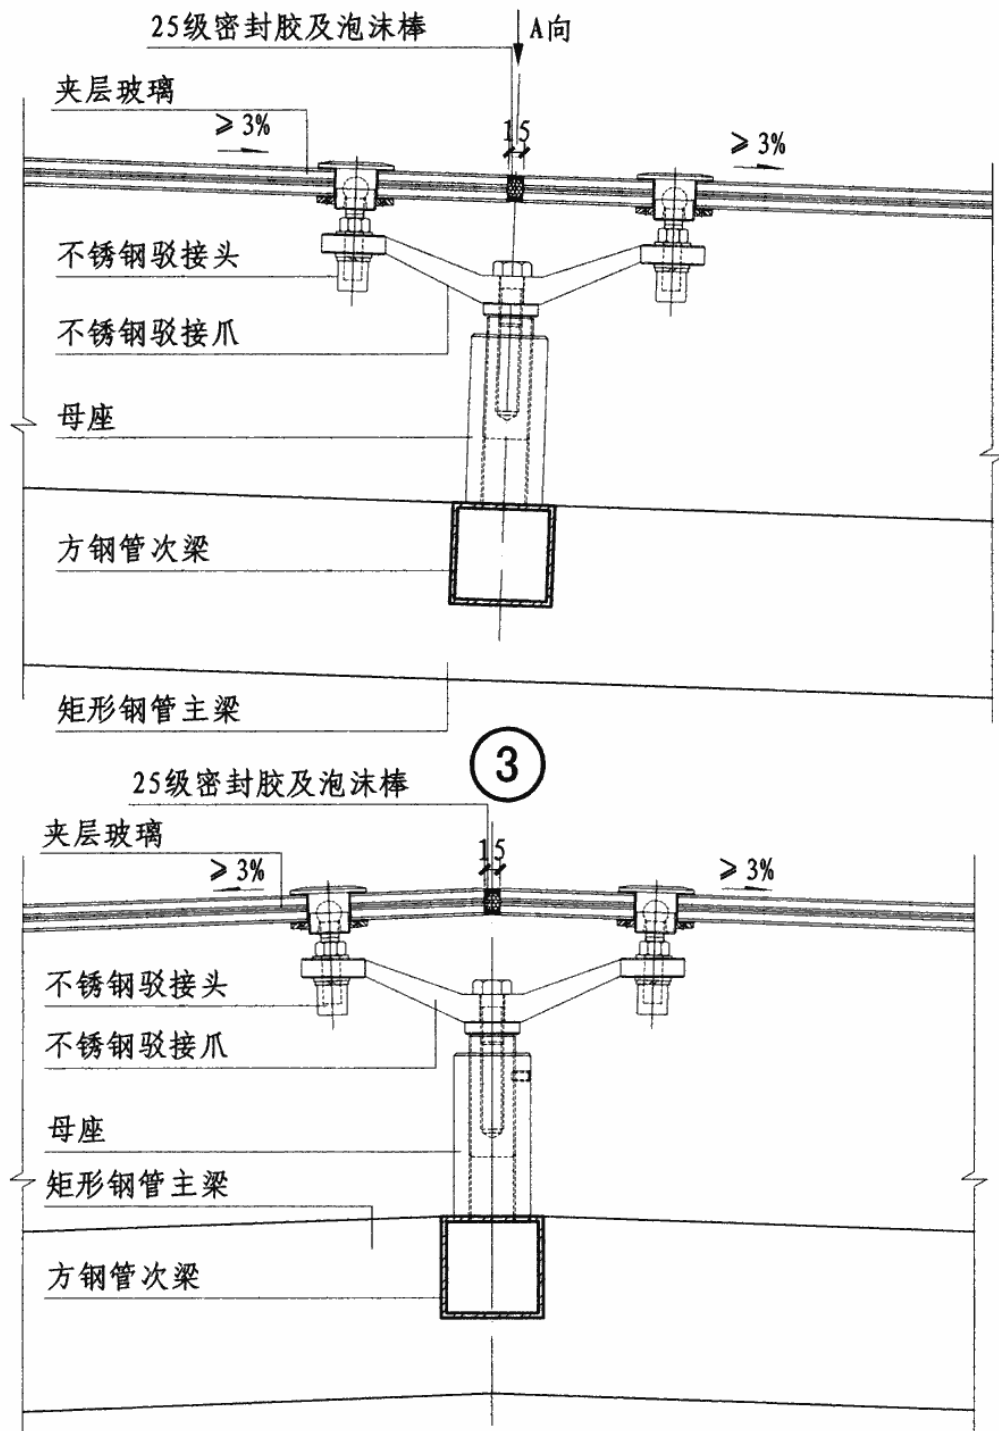 25级密封胶及泡沫棒
A向
夹层玻璃
15
≥3%
≥3%
不锈钢驳接头
不锈钢驳接爪
母座
方钢管次梁
矩形钢管主梁
3
25级密封胶及泡沫棒
夹层玻璃
15
≥3%
≥3%
不锈钢驳接头
不锈钢驳接爪
母座
矩形钢管主梁
方钢管次梁